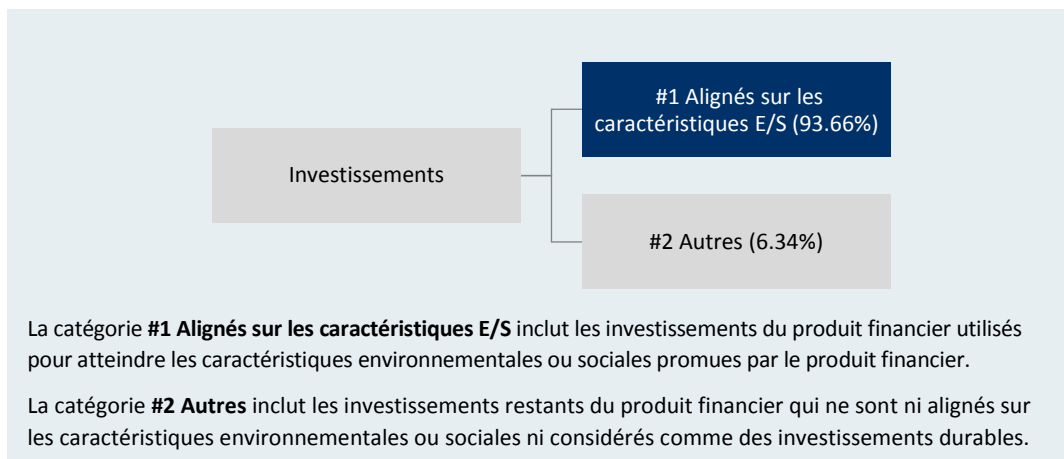 #1 Alignés sur les
caractéristiques E/S (93.66%)
Investissements
#2 Autres (6.34%)
La catégorie #1 Alignés sur les caractéristiques E/S inclut les investissements du produit financier utilisés
pour atteindre les caractéristiques environnementales ou sociales promues par le produit financier.
La catégorie #2 Autres inclut les investissements restants du produit financier qui ne sont ni alignés sur
les caractéristiques environnementales ou sociales ni considérés comme des investissements durables.